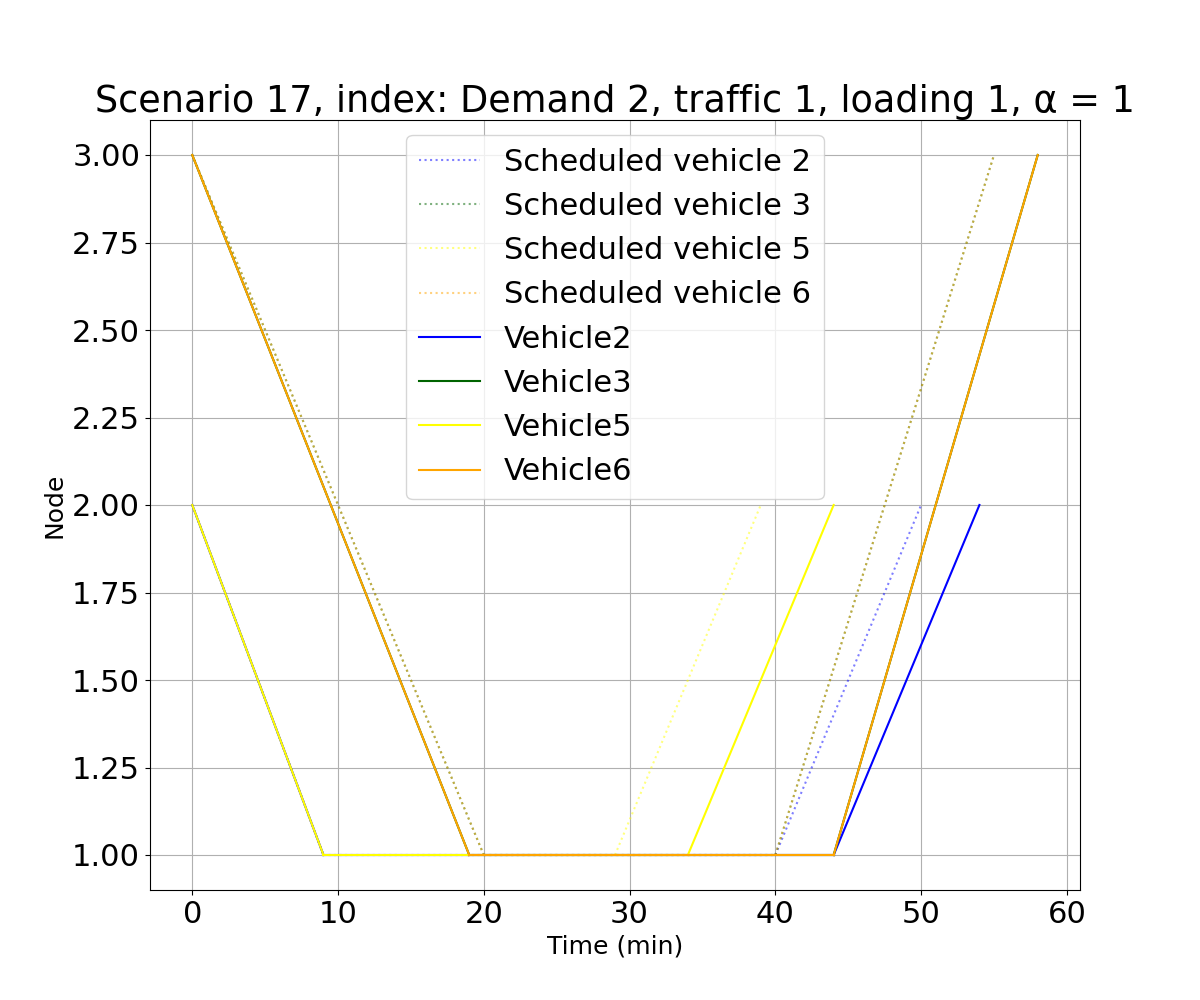 Scenario 17, index: Demand 2, traffic 1, loading 1, α = 1
3.00
2.75
2.50
2.25
2.00
1.75
1.50
1.25
1.00
Node
Scheduled vehicle 2
Scheduled vehicle 3
Scheduled vehicle 5
Scheduled vehicle 6
Vehicle2
Vehicle3
Vehicle5
Vehicle6
0 10 20 30 40 50 60
Time (min)